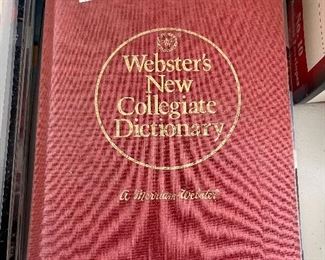 Webster's
New
Collegiate
Dictionary
A Merriam-Webster